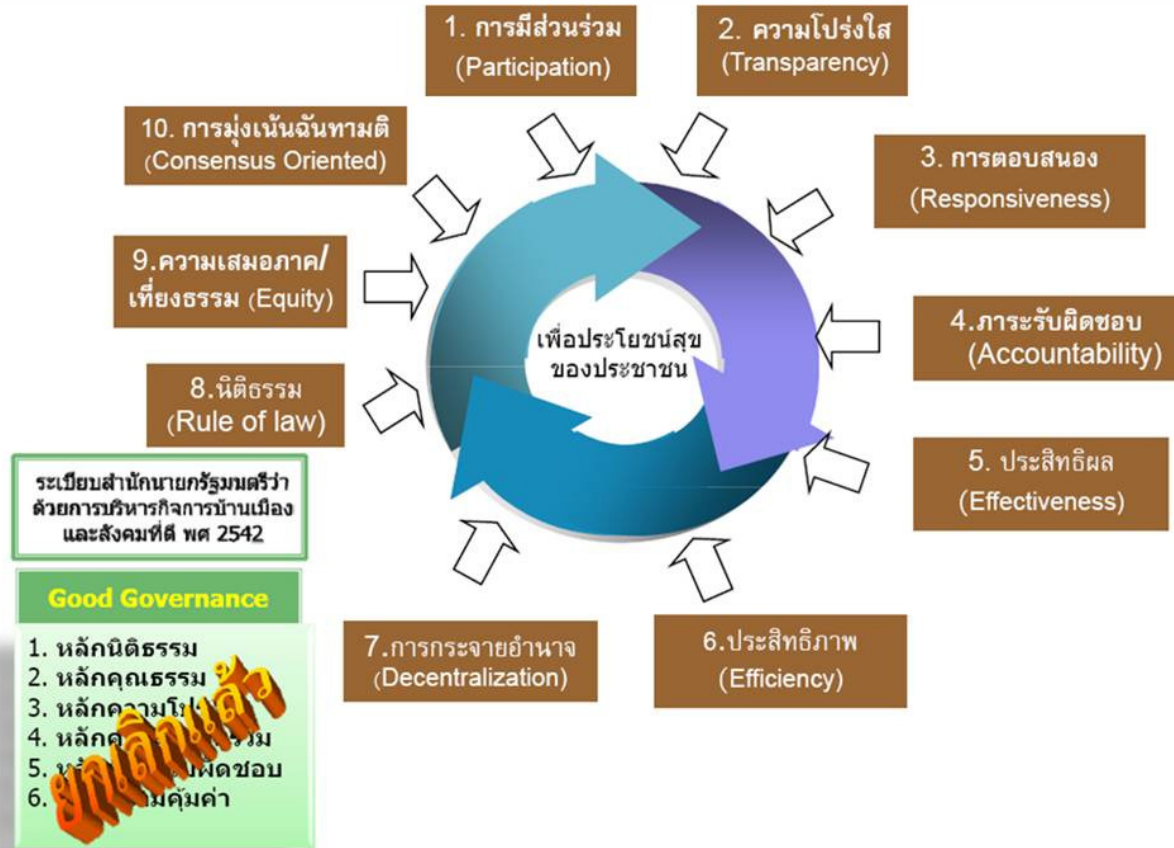 1. การมีส่วนร่วม
(Participation)
2. ความโปร่งใส
(Transparency)
10. การมุ่งเน้นฉันทามติ
(Consensus Oriented)
3. การตอบสนอง
(Responsiveness)
9.ความเสมอภาค/
เที่ยงธรรม (Equity)
เพื่อประโยชน์สุข
ของประชาชน
4.ภาระรับผิดชอบ
(Accountability)
8.นิติธรรม
(Rule of law)
5. ประสิทธิผล
(Effectiveness)
7.การกระจายอำนาจ
(Decentralization)
6.ประสิทธิภาพ
(Efficiency)
ระเบียบสำนักนายกรัฐมนตรีว่า
ด้วยการบริหารกิจการบ้านเมือง
และสังคมที่ดี พศ 2542
Good Governance
1. หลักนิติธรรม
2. หลักคุณธรรม
3. หลักความโป
4. หลัก
5.
6.
ยกเลิกแล้ว